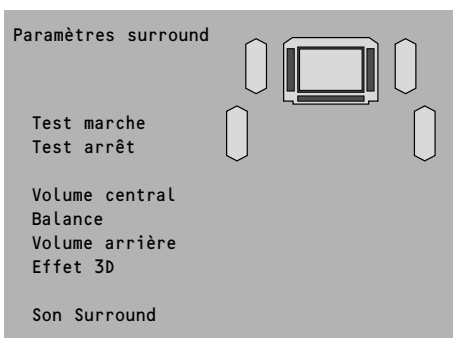 Paramètres surround
Test marche
Test arrêt
Volume central
Balance
Volume arrière
Effet 3D
Son Surround